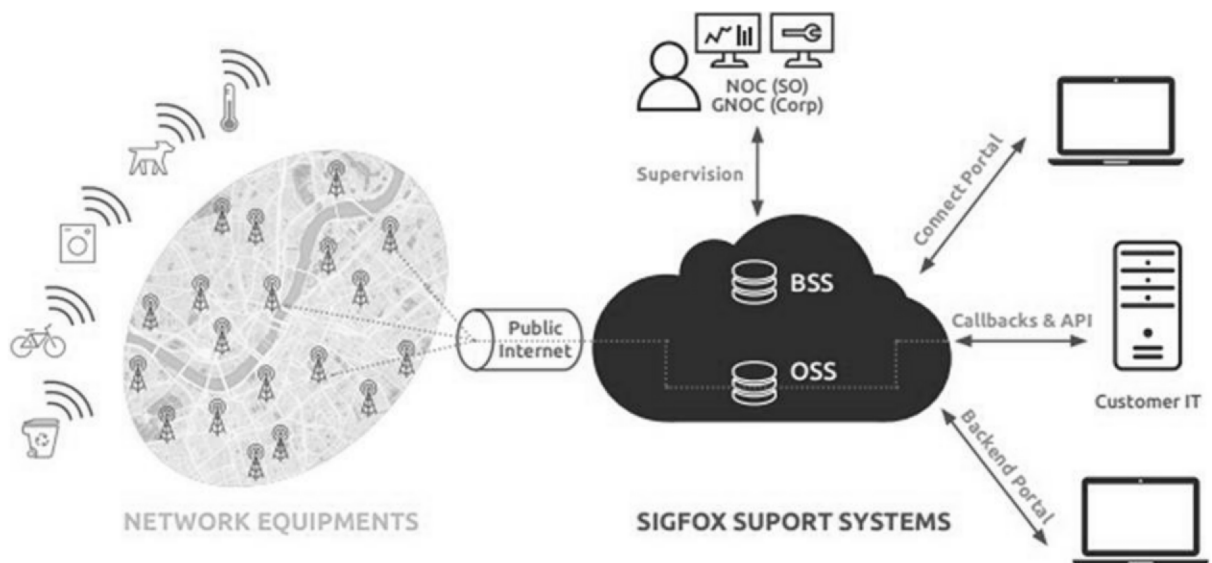 NOC (SO)
GNOC (Corp)
Supervision
Connect Portal
BSS
Public
Internet
Callbacks & API
OSS
Customer IT
Backend Portal
NETWORK EQUIPMENTS
SIGFOX SUPORT SYSTEMS